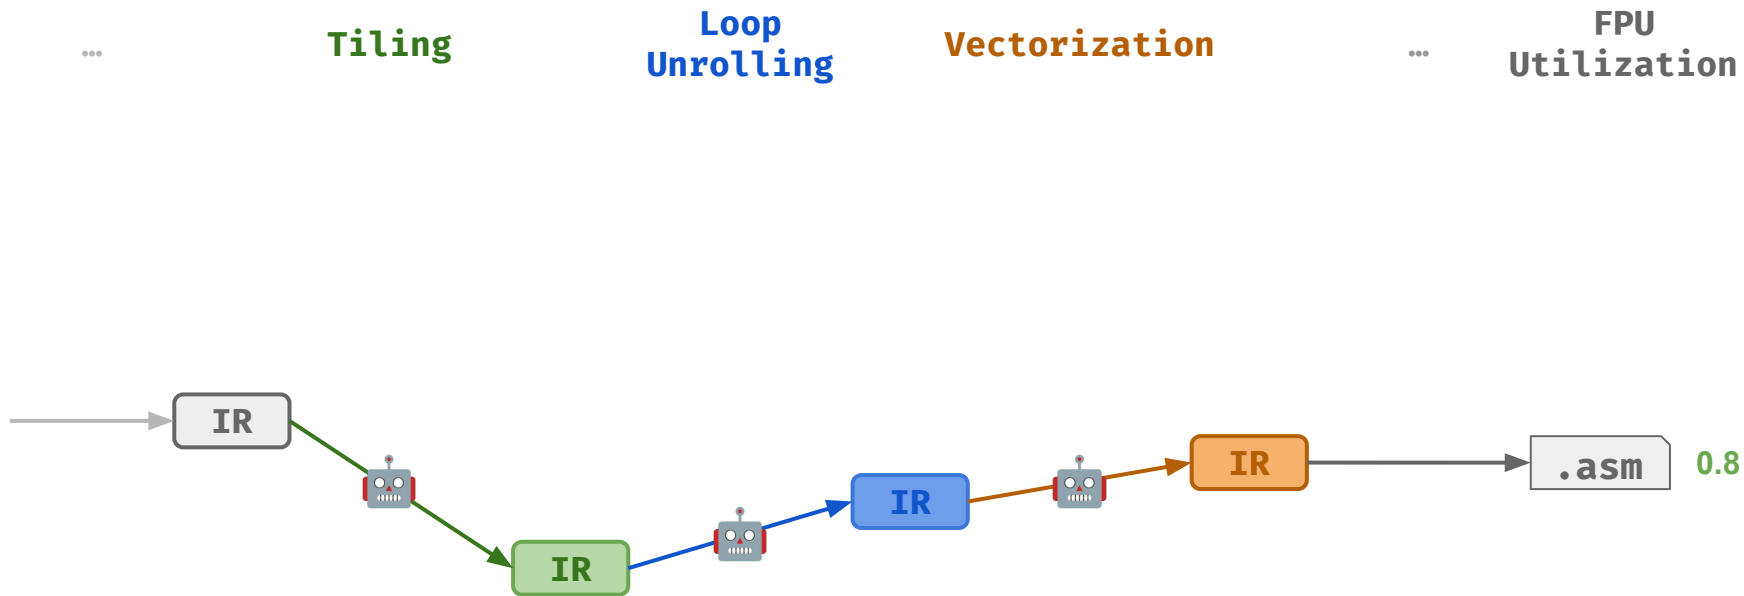 ...
Tiling
Loop
Unrolling
Vectorization
...
FPU
Utilization
IR
IR
IR
IR
.asm
0.8